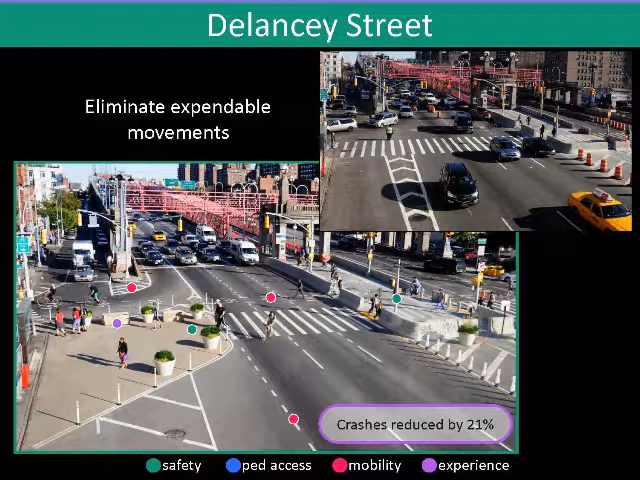 Delancey Street
Eliminate expendable
movements
Crashes reduced by 21%
safety
ped access
mobility
experience